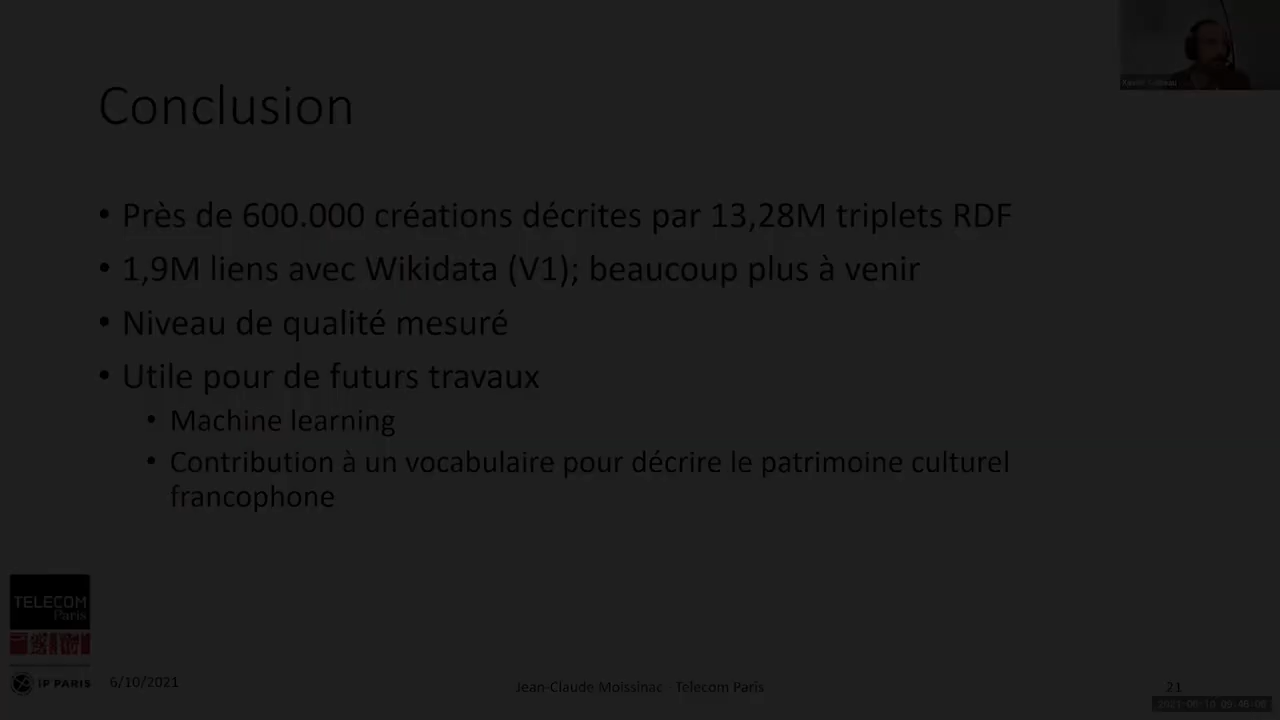 Conclusion
• Près de 600.000 créations décrites par 13,28M triplets RDF
• 1,9M liens avec Wikidata (V1); beaucoup plus à venir
• Niveau de qualité mesuré
• Utile pour de futurs travaux
• Machine learning
• Contribution à un vocabulaire pour décrire le patrimoine culturel
francophone
TELECOM
Paris
IP PARIS
6/10/2021
Jean-Claude Moissinac - Telecom Paris
21